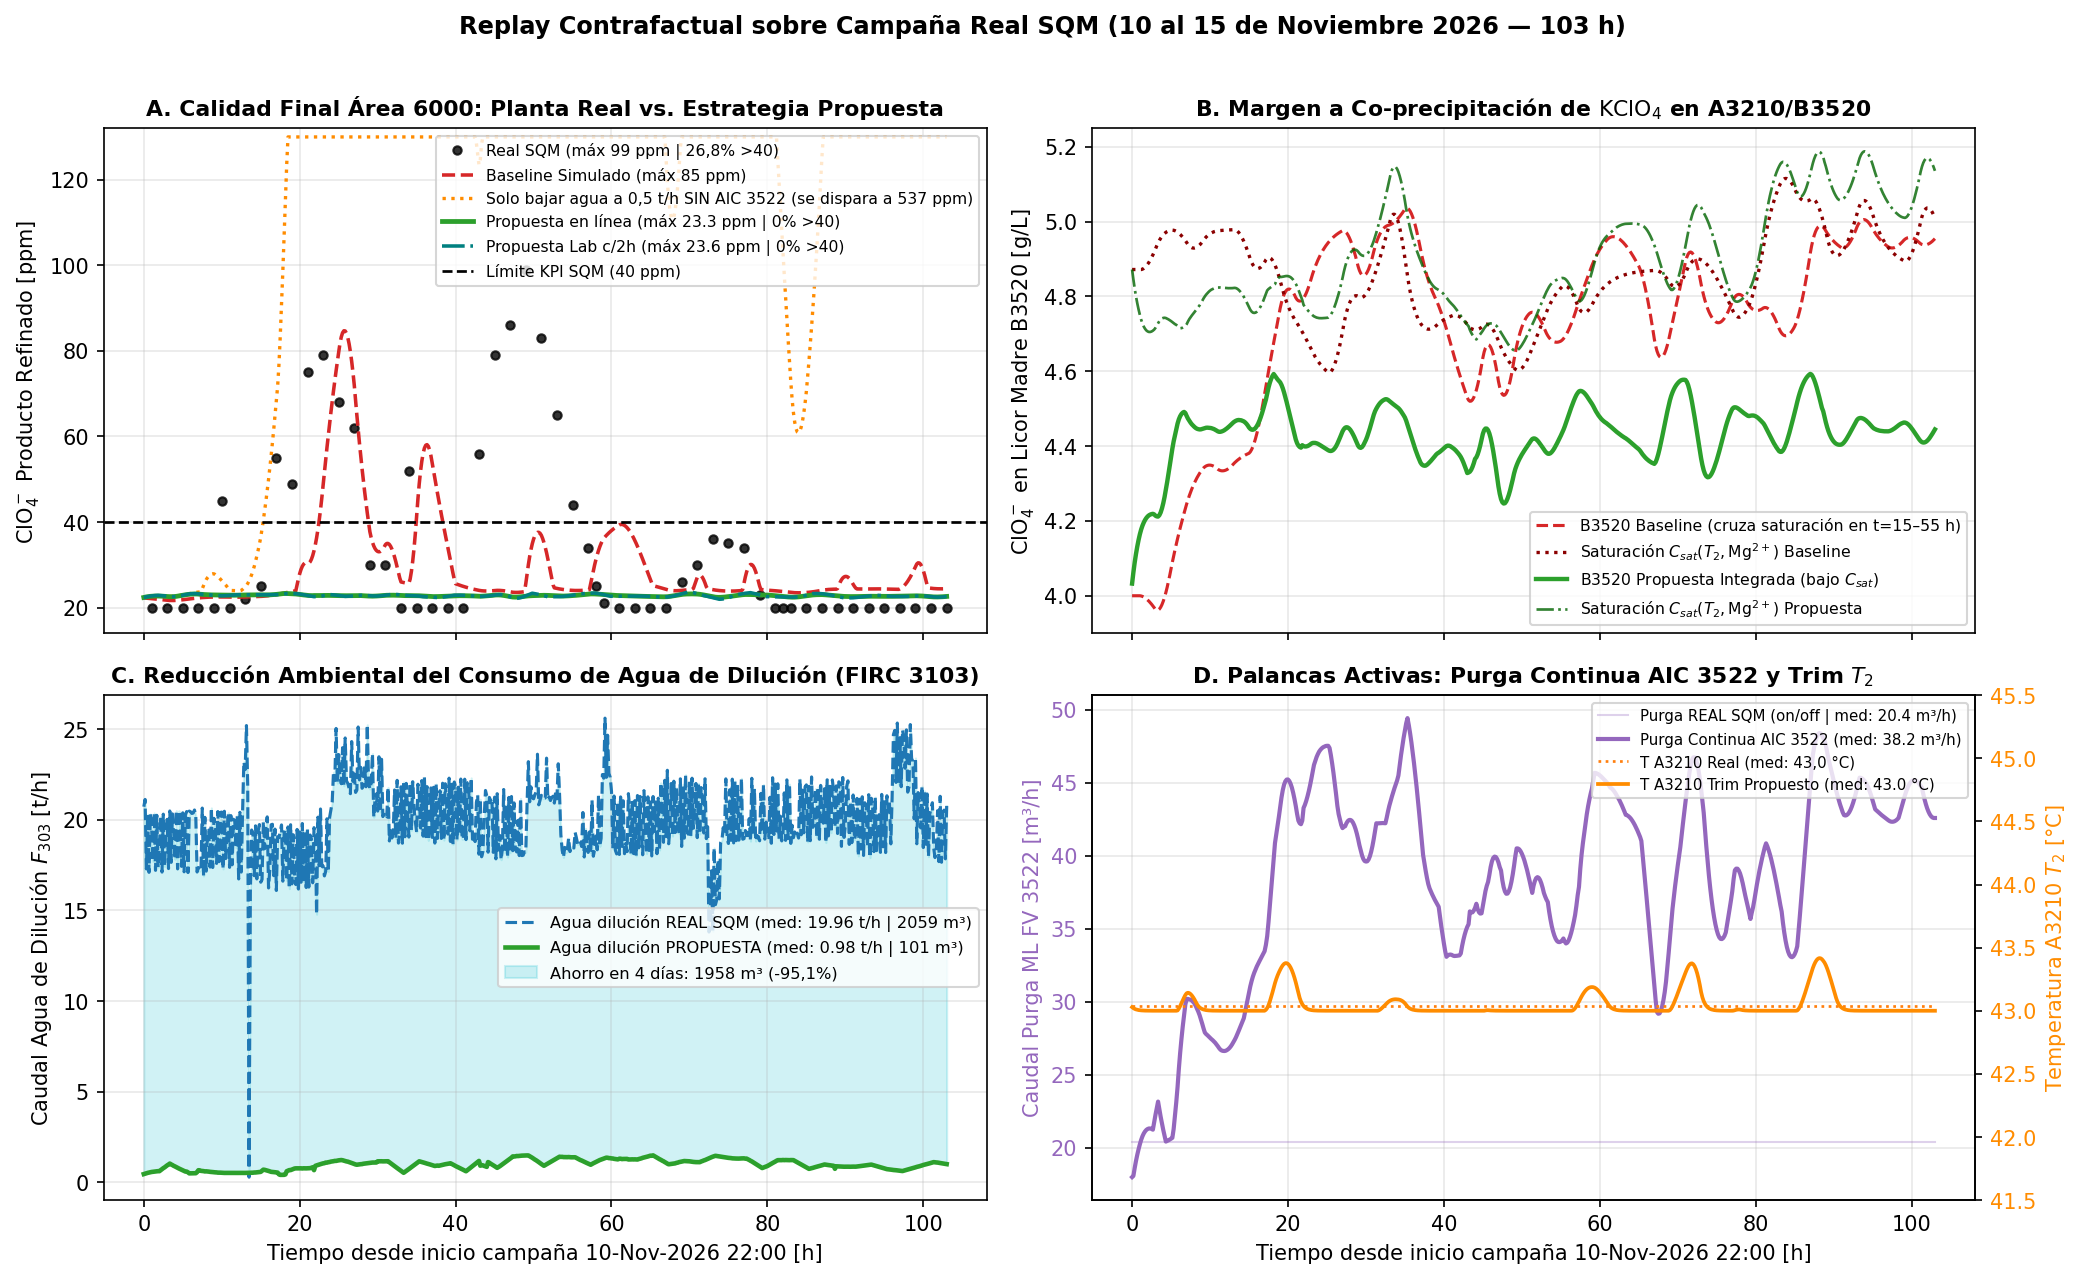 Replay Contrafactual sobre Campaña Real SQM (10 al 15 de Noviembre 2026 — 103 h)
A. Calidad Final Área 6000: Planta Real vs. Estrategia Propuesta
ClO₄⁻ Producto Refinado [ppm]
120
100
80
60
40
20
Real SQM (máx 99 ppm | 26,8% >40)
Baseline Simulado (máx 85 ppm)
Solo bajar agua a 0,5 t/h SIN AIC 3522 (se dispara a 537 ppm)
Propuesta en línea (máx 23.3 ppm | 0% >40)
Propuesta Lab c/2h (máx 23.6 ppm | 0% >40)
Límite KPI SQM (40 ppm)
B. Margen a Co-precipitación de KClO₄ en A3210/B3520
ClO₄⁻ en Licor Madre B3520 [g/L]
5.2
5.0
4.8
4.6
4.4
4.2
4.0
B3520 Baseline (cruza saturación en t=15–55 h)
Saturación C_sat(T₂, Mg²⁺) Baseline
B3520 Propuesta Integrada (bajo C_sat)
Saturación C_sat(T₂, Mg²⁺) Propuesta
C. Reducción Ambiental del Consumo de Agua de Dilución (FIRC 3103)
Caudal Agua de Dilución F₃₀₃ [t/h]
25
20
15
10
5
0
Agua dilución REAL SQM (med: 19.96 t/h | 2059 m³)
Agua dilución PROPUESTA (med: 0.98 t/h | 101 m³)
Ahorro en 4 días: 1958 m³ (-95,1%)
0 20 40 60 80 100
Tiempo desde inicio campaña 10-Nov-2026 22:00 [h]
D. Palancas Activas: Purga Continua AIC 3522 y Trim T₂
Caudal Purga ML FV 3522 [m³/h]
50
45
40
35
30
25
20
Purga REAL SQM (on/off | med: 20.4 m³/h)
Purga Continua AIC 3522 (med: 38.2 m³/h)
T A3210 Real (med: 43,0 °C)
T A3210 Trim Propuesto (med: 43.0 °C)
45.5
45.0
44.5
44.0
43.5
43.0
42.5
42.0
41.5
Temperatura A3210 T₂ [°C]
0 20 40 60 80 100
Tiempo desde inicio campaña 10-Nov-2026 22:00 [h]